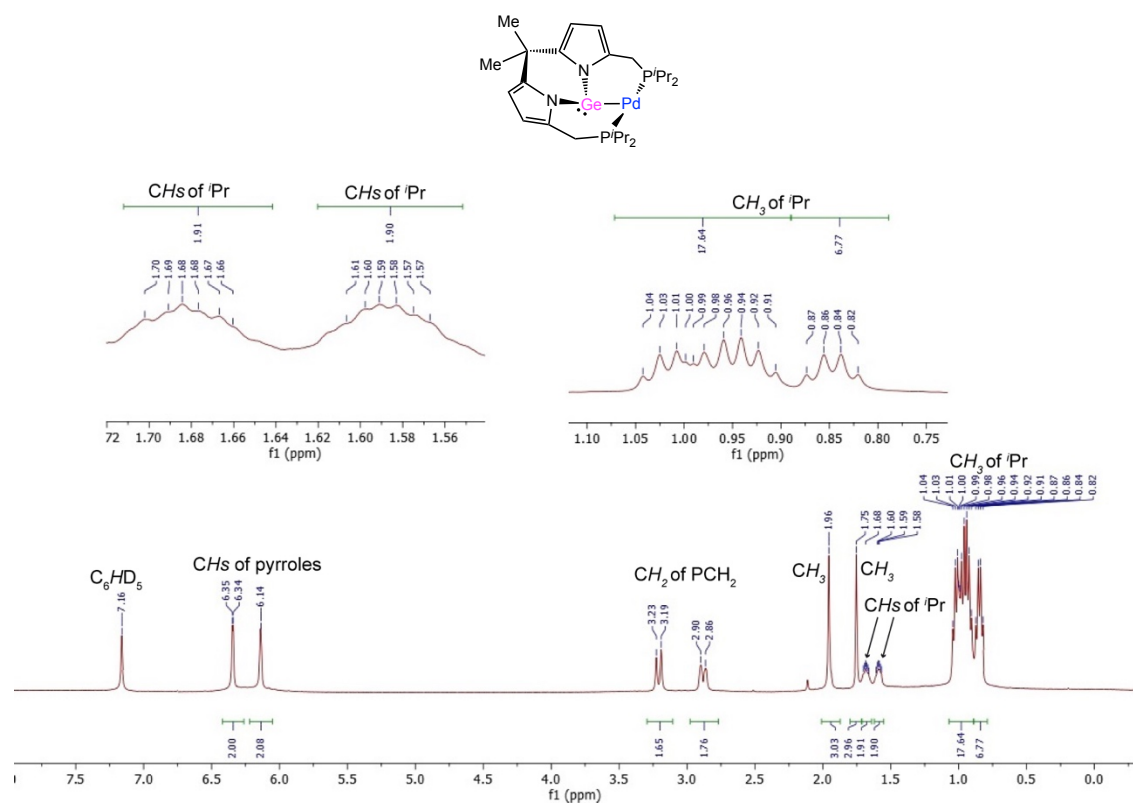 Me
Me
N
PⁱPr₂
N
Ge
Pd
PⁱPr₂
CHs of ⁱPr
CHs of ⁱPr
CH₃ of ⁱPr
1.91
1.90
17.64
6.77
1.70
1.69
1.68
1.68
1.67
1.66
1.61
1.60
1.59
1.58
1.57
1.57
1.04
1.03
1.01
1.00
0.99
0.98
0.96
0.94
0.92
0.91
0.87
0.86
0.84
0.82
72 1.70 1.68 1.66 1.64 1.62 1.60 1.58 1.56
f1 (ppm)
1.10 1.05 1.00 0.95 0.90 0.85 0.80 0.75
f1 (ppm)
CH₃ of ⁱPr
1.04
1.03
1.01
1.00
0.99
0.98
0.96
0.94
0.92
0.91
0.87
0.86
0.84
0.82
C₆HD₅
7.16
CHs of pyrroles
6.35
6.34
6.14
CH₂ of PCH₂
3.23
3.19
2.90
2.86
CH₃
1.96
1.75
1.68
1.60
1.59
1.58
CH₃
CHs of ⁱPr
2.00
2.08
1.65
1.76
3.03
2.96
1.91
1.90
17.64
6.77
7.5 7.0 6.5 6.0 5.5 5.0 4.5 4.0 3.5 3.0 2.5 2.0 1.5 1.0 0.5 0.0
f1 (ppm)